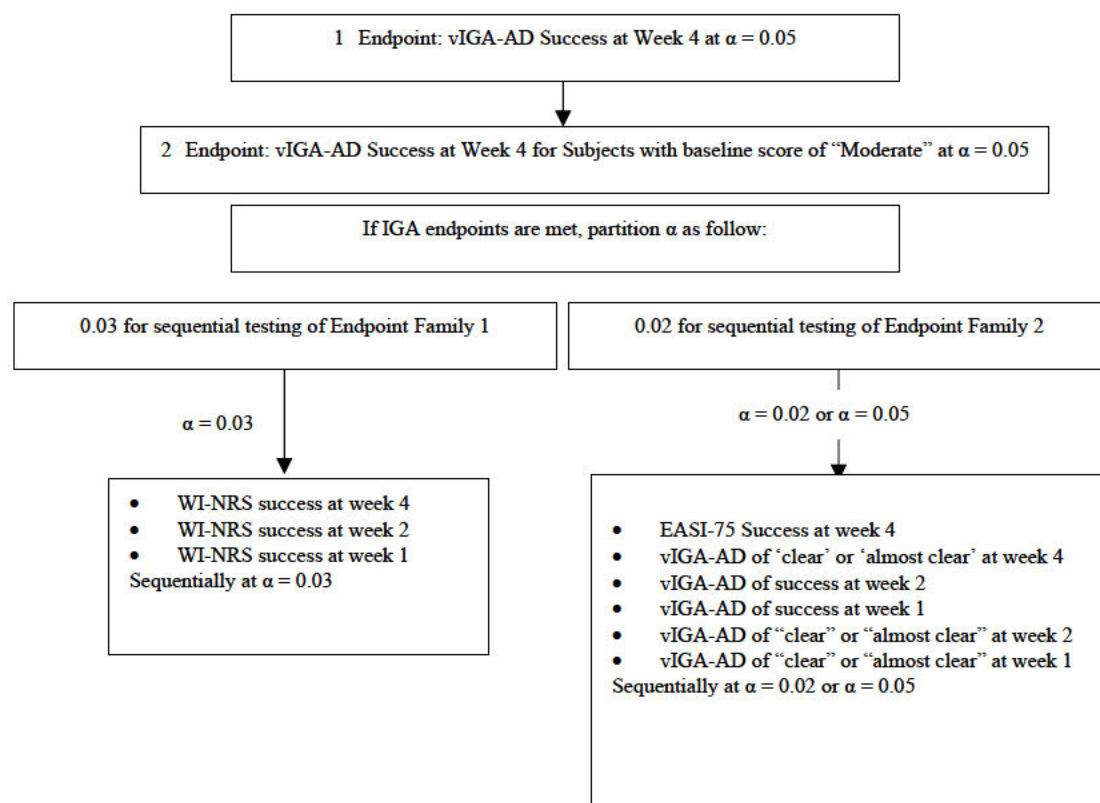 1 Endpoint: vIGA-AD Success at Week 4 at α = 0.05
2 Endpoint: vIGA-AD Success at Week 4 for Subjects with baseline score of “Moderate” at α = 0.05
If IGA endpoints are met, partition α as follow:
0.03 for sequential testing of Endpoint Family 1
0.02 for sequential testing of Endpoint Family 2
α = 0.03
α = 0.02 or α = 0.05
• WI-NRS success at week 4
• WI-NRS success at week 2
• WI-NRS success at week 1
Sequentially at α = 0.03
• EASI-75 Success at week 4
• vIGA-AD of ‘clear’ or ‘almost clear’ at week 4
• vIGA-AD of success at week 2
• vIGA-AD of success at week 1
• vIGA-AD of “clear” or “almost clear” at week 2
• vIGA-AD of “clear” or “almost clear” at week 1
Sequentially at α = 0.02 or α = 0.05